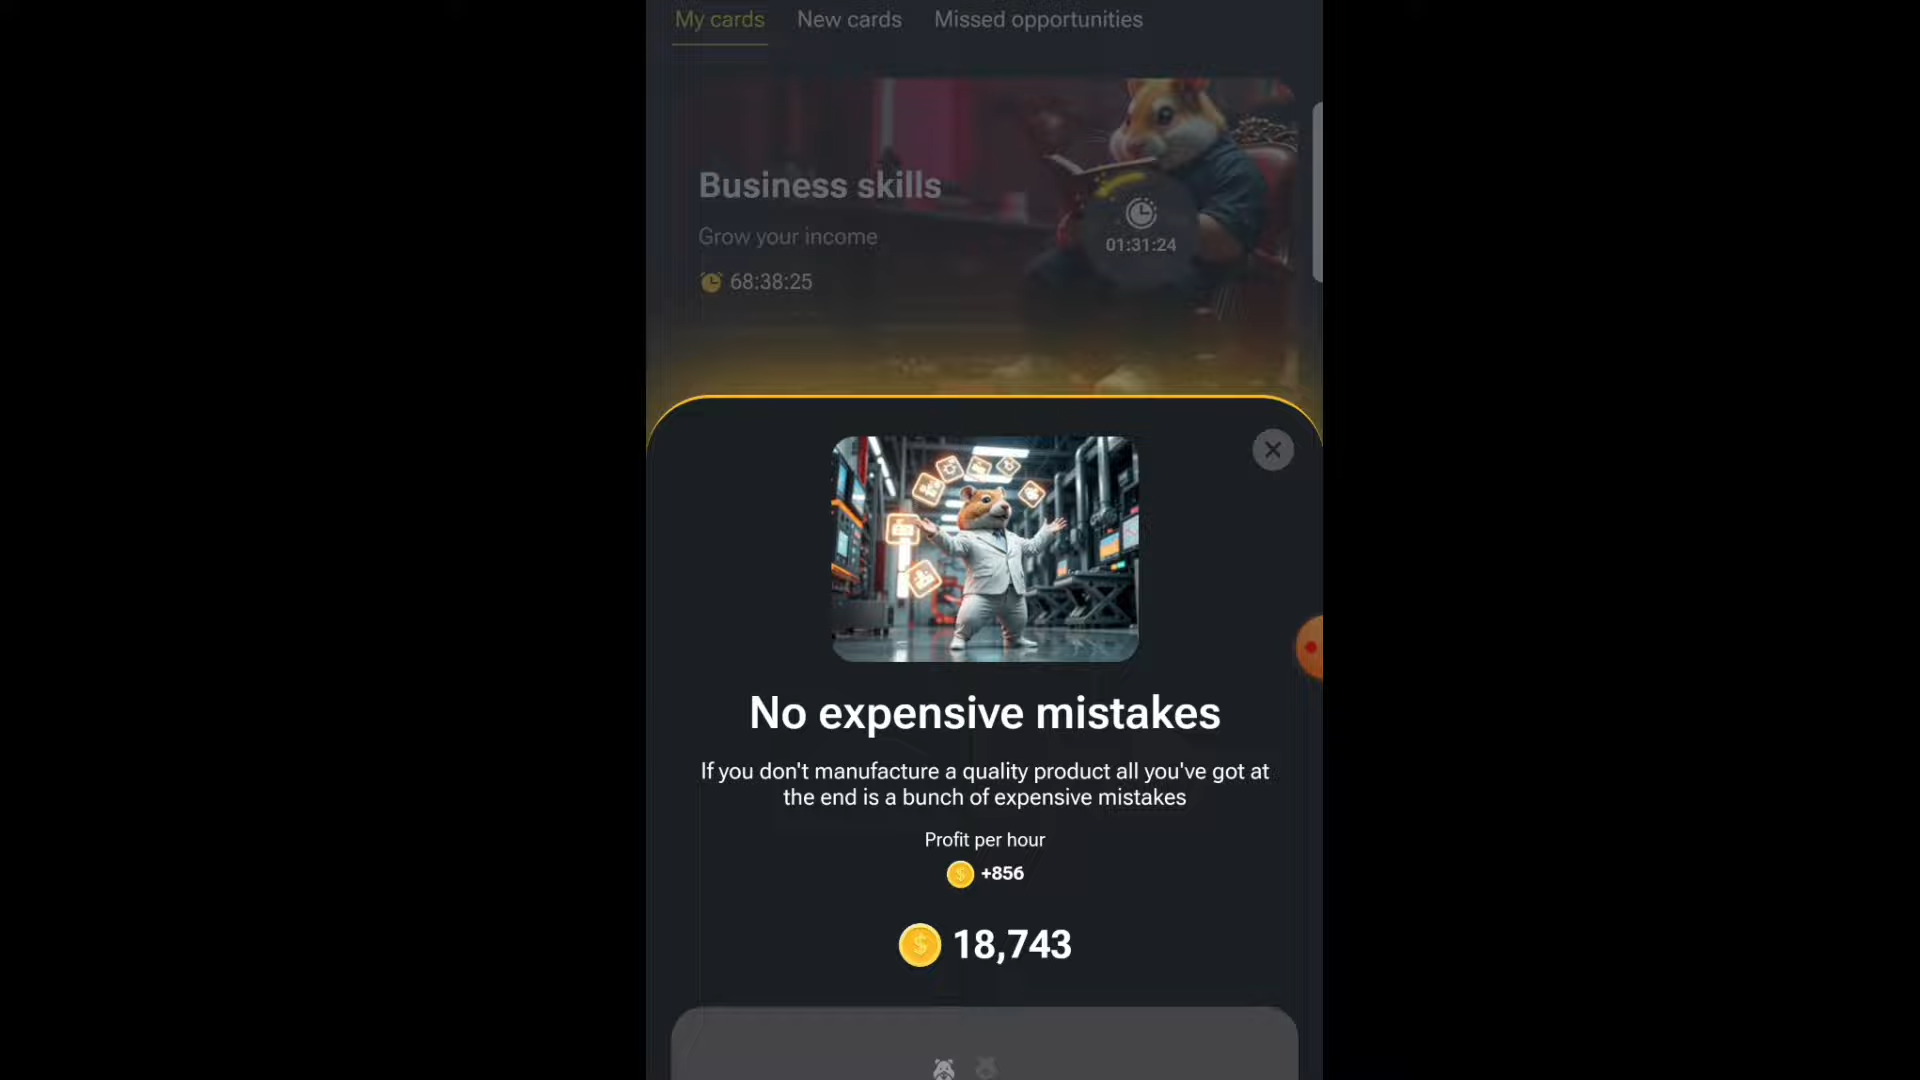 My cards New cards Missed opportunities
Business skills
Grow your income
01:31:24
68:38:25
No expensive mistakes
If you don't manufacture a quality product all you've got at
the end is a bunch of expensive mistakes
Profit per hour
+856
18,743